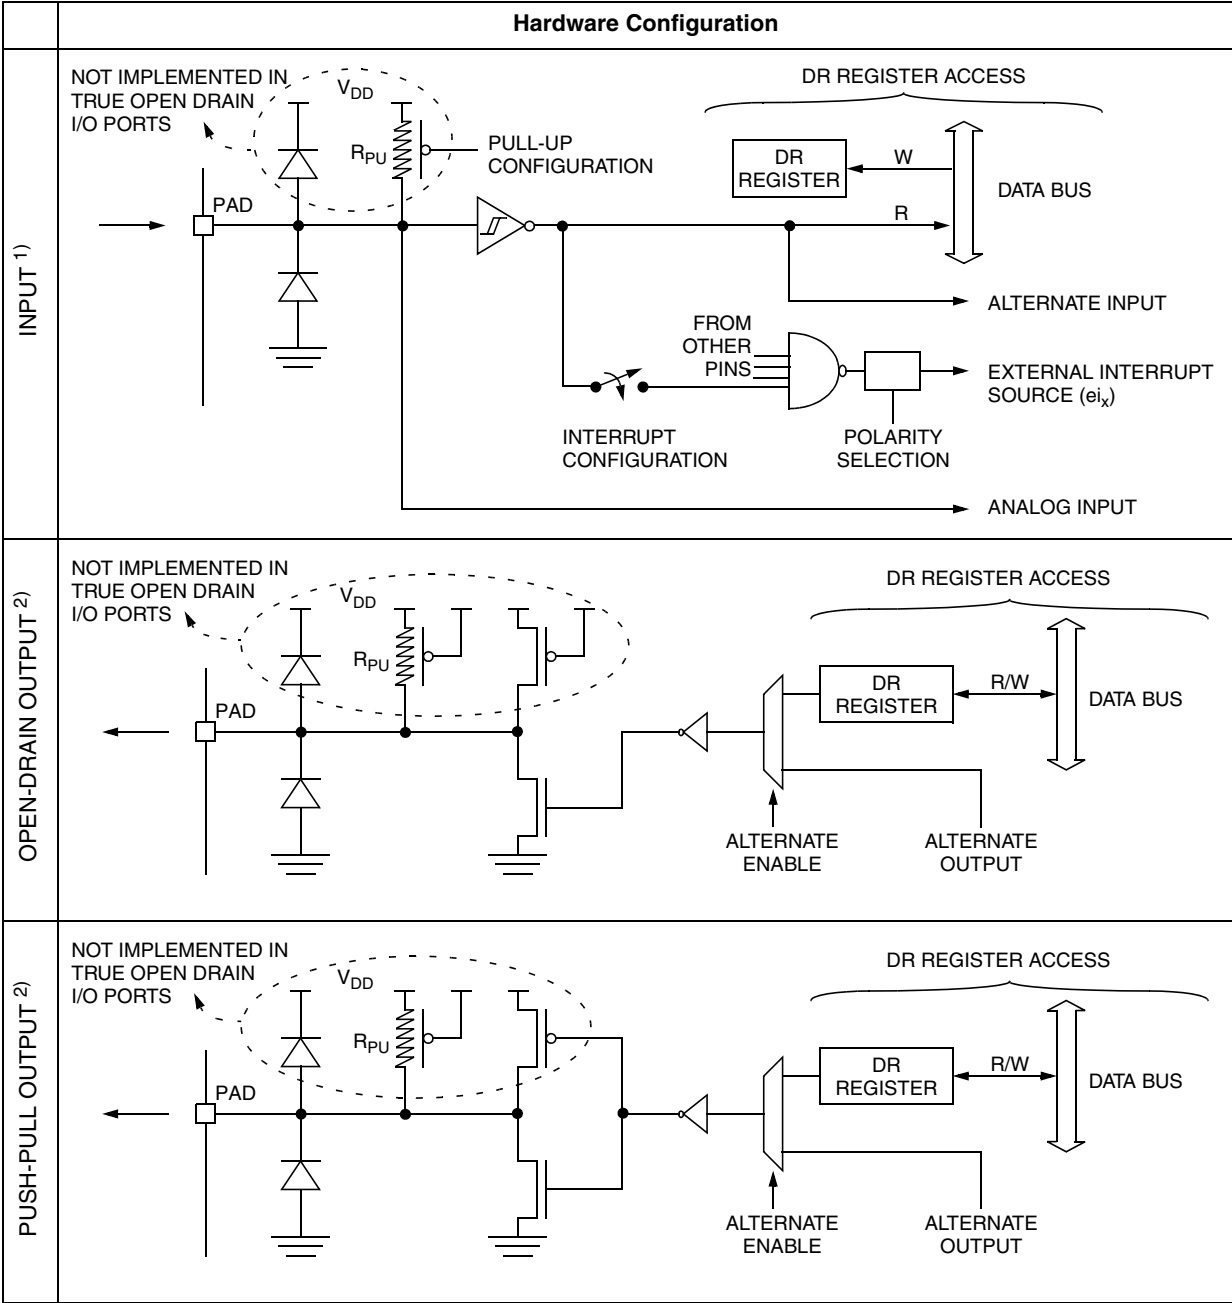 Hardware Configuration
INPUT 1)
NOT IMPLEMENTED IN
TRUE OPEN DRAIN
I/O PORTS
VDD
RPU
PULL-UP
CONFIGURATION
PAD
DR REGISTER ACCESS
DR
REGISTER
W
R
DATA BUS
ALTERNATE INPUT
FROM
OTHER
PINS
EXTERNAL INTERRUPT
SOURCE (eix)
INTERRUPT
CONFIGURATION
POLARITY
SELECTION
ANALOG INPUT
OPEN-DRAIN OUTPUT 2)
NOT IMPLEMENTED IN
TRUE OPEN DRAIN
I/O PORTS
VDD
RPU
PAD
DR REGISTER ACCESS
DR
REGISTER
R/W
DATA BUS
ALTERNATE
ENABLE
ALTERNATE
OUTPUT
PUSH-PULL OUTPUT 2)
NOT IMPLEMENTED IN
TRUE OPEN DRAIN
I/O PORTS
VDD
RPU
PAD
DR REGISTER ACCESS
DR
REGISTER
R/W
DATA BUS
ALTERNATE
ENABLE
ALTERNATE
OUTPUT